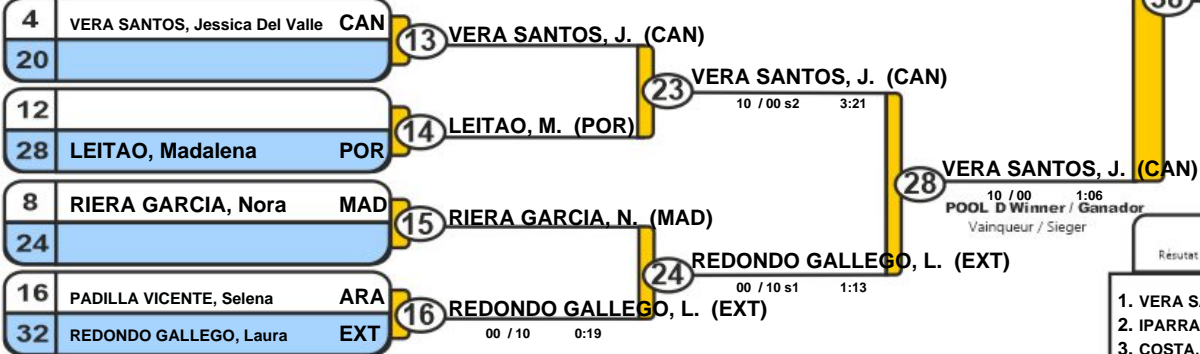 4 VERA SANTOS, Jessica Del Valle CAN
20
13 VERA SANTOS, J. (CAN)
12
28 LEITAO, Madalena POR
14 LEITAO, M. (POR)
23 VERA SANTOS, J. (CAN)
10 / 00 s2 3:21
8 RIERA GARCIA, Nora MAD
24
15 RIERA GARCIA, N. (MAD)
16 PADILLA VICENTE, Selena ARA
32 REDONDO GALLEGO, Laura EXT
16 REDONDO GALLEGO, L. (EXT)
00 / 10 0:19
24 REDONDO GALLEGO, L. (EXT)
00 / 10 s1 1:13
28 VERA SANTOS, J. (CAN)
10 / 00 1:06
POOL D Winner / Ganador
Vainqueur / Sieger
Résutat
1. VERA S
2. IPARRA
3. COSTA,